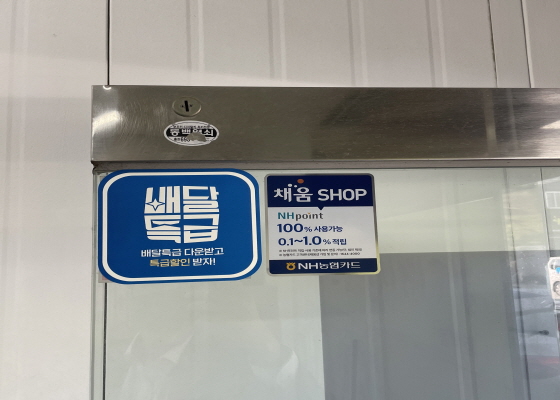 동백열쇠
배달
특급
배달특급 다운받고
특급할인 받자!
채움 SHOP
NHpoint
100% 사용가능
0.1~1.0% 적립
NH농협카드